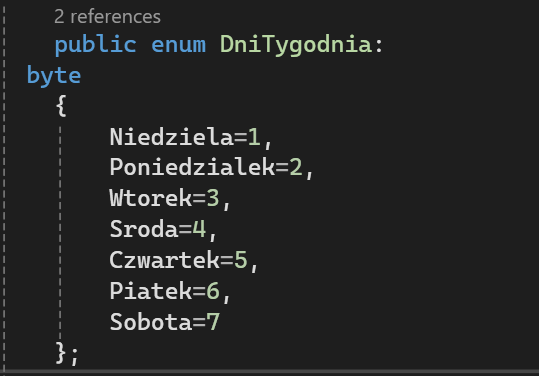 2 references
public enum DniTygodnia:
byte
{
Niedziela=1,
Poniedzialek=2,
Wtorek=3,
Sroda=4,
Czwartek=5,
Piatek=6,
Sobota=7
};